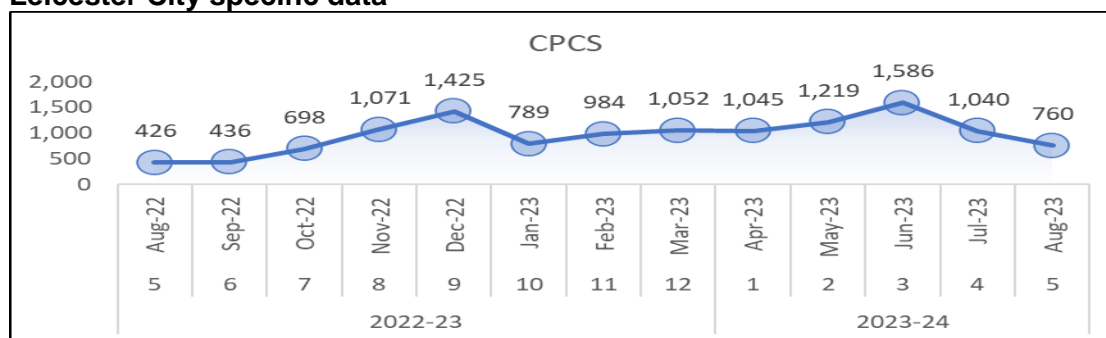 Leicester City specific data
CPCS
2,000
1,500
1,000
500
0
426 436 698 1,071 1,425 789 984 1,052 1,045 1,219 1,586 1,040 760
Aug-22 Sep-22 Oct-22 Nov-22 Dec-22 Jan-23 Feb-23 Mar-23 Apr-23 May-23 Jun-23 Jul-23 Aug-23
5 6 7 8 9 10 11 12 1 2 3 4 5
2022-23 2023-24